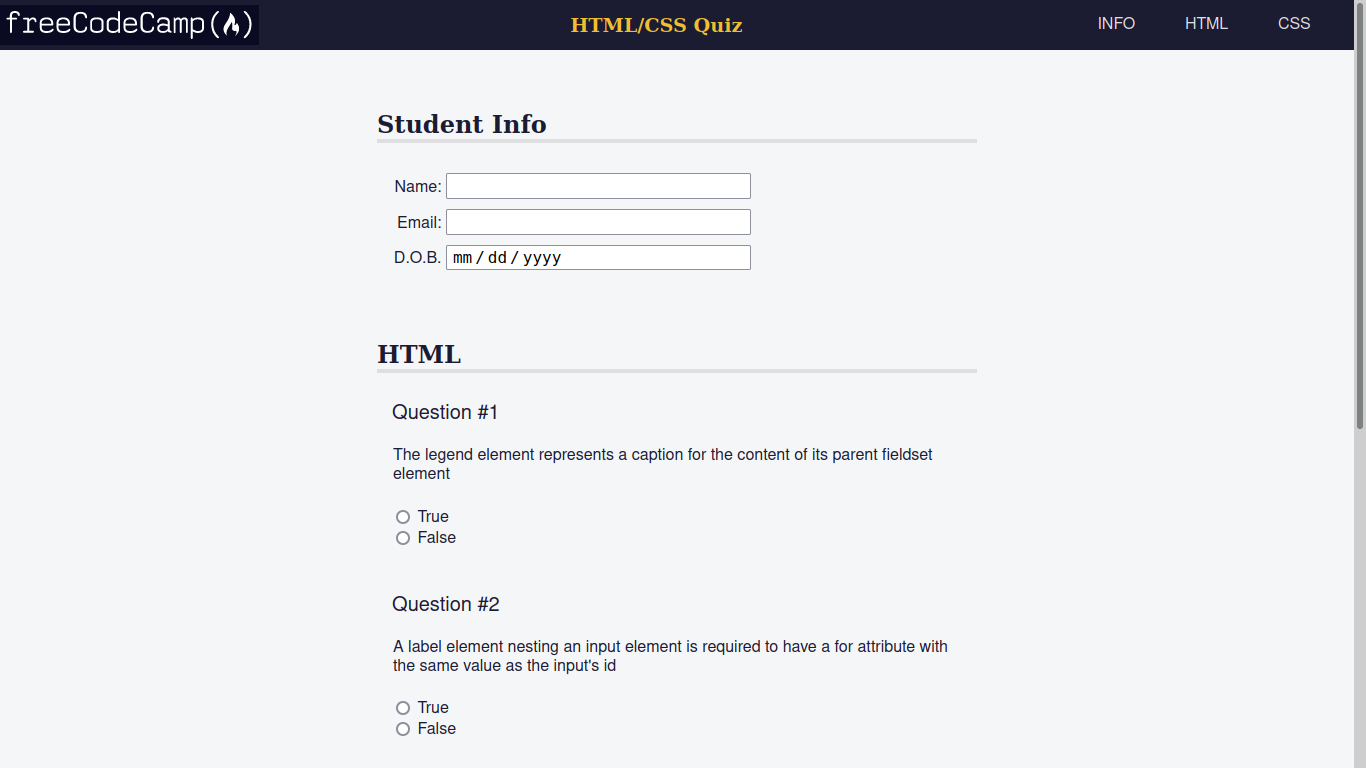 freeCodeCamp
HTML/CSS Quiz
INFO
HTML
CSS
Student Info
Name:
Email:
D.O.B.
mm / dd / yyyy
HTML
Question #1
The legend element represents a caption for the content of its parent fieldset
element
True
False
Question #2
A label element nesting an input element is required to have a for attribute with
the same value as the input's id
True
False